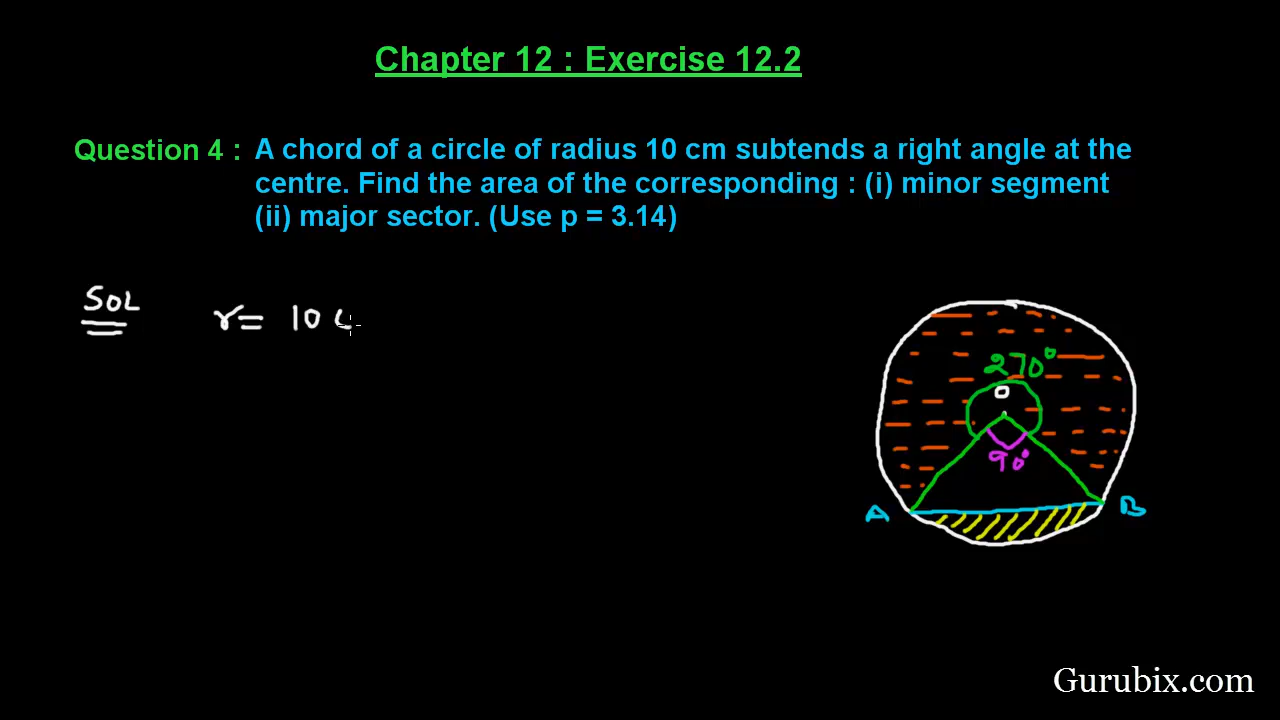 Chapter 12 : Exercise 12.2
Question 4 : A chord of a circle of radius 10 cm subtends a right angle at the
centre. Find the area of the corresponding : (i) minor segment
(ii) major sector. (Use p = 3.14)
SOL r = 10 c
270°
O
90°
A B
Gurubix.com